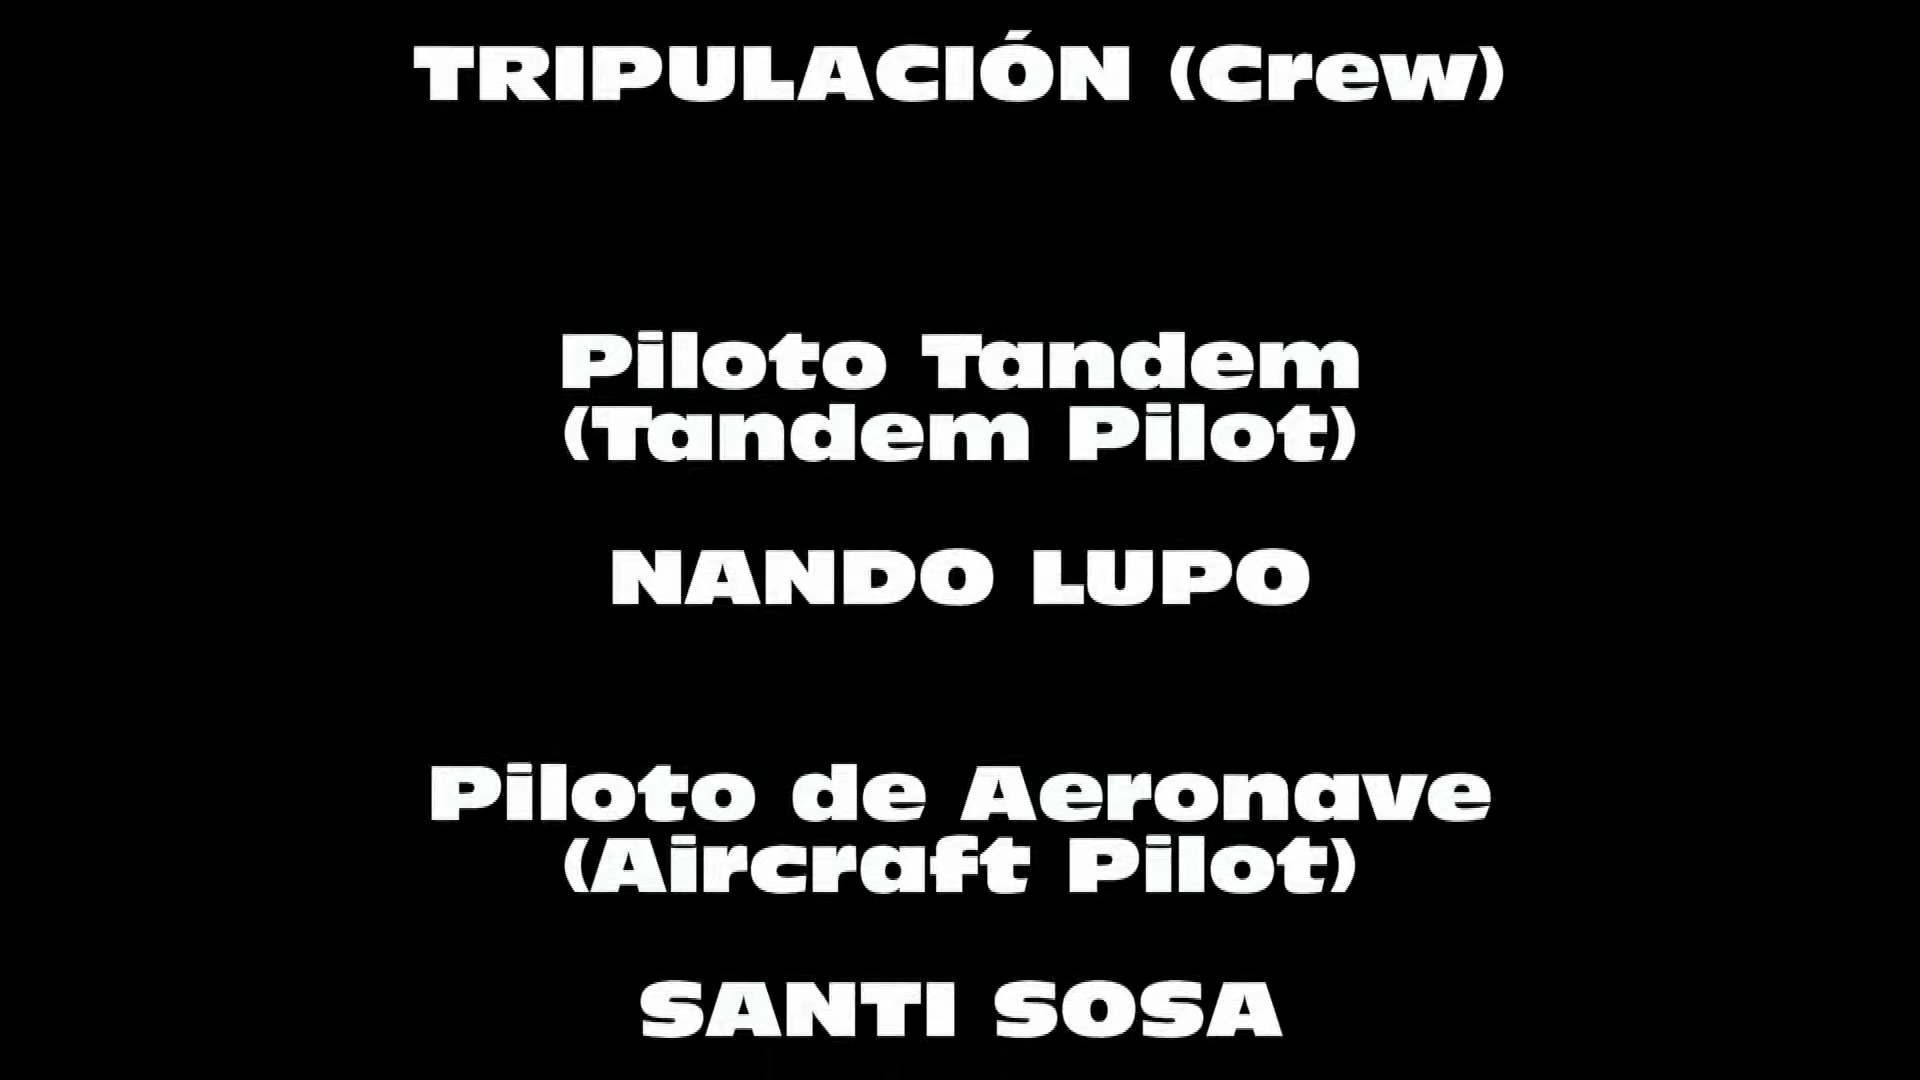 TRIPULACIÓN (Crew)
Piloto Tandem
(Tandem Pilot)
NANDO LUPO
Piloto de Aeronave
(Aircraft Pilot)
SANTI SOSA